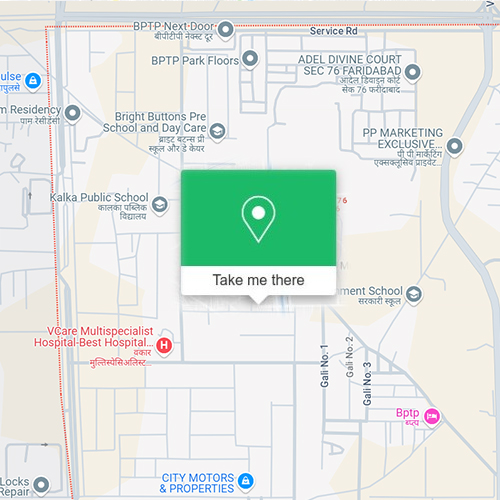 BPTP Next Door
बीपीटीपी नेक्स्ट दूर
Service Rd
BPTP Park Floors
ADEL DIVINE COURT
SEC 76 FARIDABAD
आदेल डिवाइन कोर्ट
सेक 76 फरीदाबाद
ulse
m Residency
पाम रेसीडेंसी
Bright Buttons Pre
School and Day Care
ब्राइट बटन्स प्री
स्कूल और डे केयर
PP MARKETING
EXCLUSIVE...
पी पी मार्केटिंग
एक्सक्लूसिव प्राइवेट...
Kalka Public School
कालका पब्लिक
विद्यालय
76
Take me there
nment School
सरकारी स्कूल
VCare Multispecialist
Hospital-Best Hospital...
वकार
मुल्तिस्पेसिअलिस्ट...
H
Gali No. 1
Gali No. 2
Gali No. 3
Bptp
बप्त्प
Locks
Repair
CITY MOTORS
& PROPERTIES